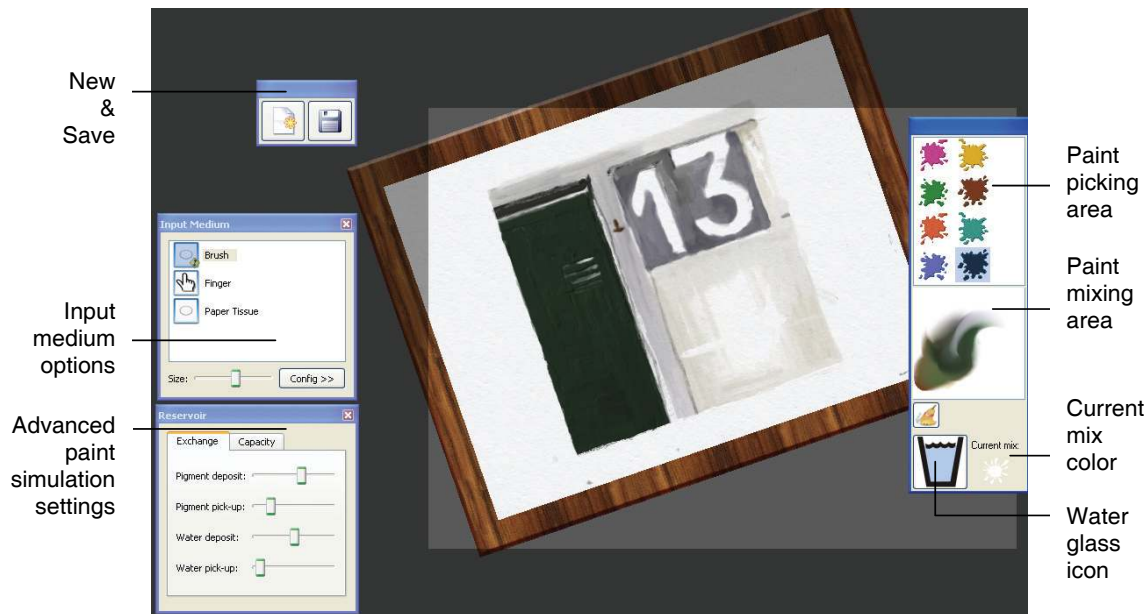 New
&
Save
Input
medium
options
Advanced
paint
simulation
settings
Input Medium
Brush
Finger
Paper Tissue
Size:
Config >>
Reservoir
Exchange Capacity
Pigment deposit:
Pigment pick-up:
Water deposit:
Water pick-up:
13
Current mix:
Paint
picking
area
Paint
mixing
area
Current
mix
color
Water
glass
icon